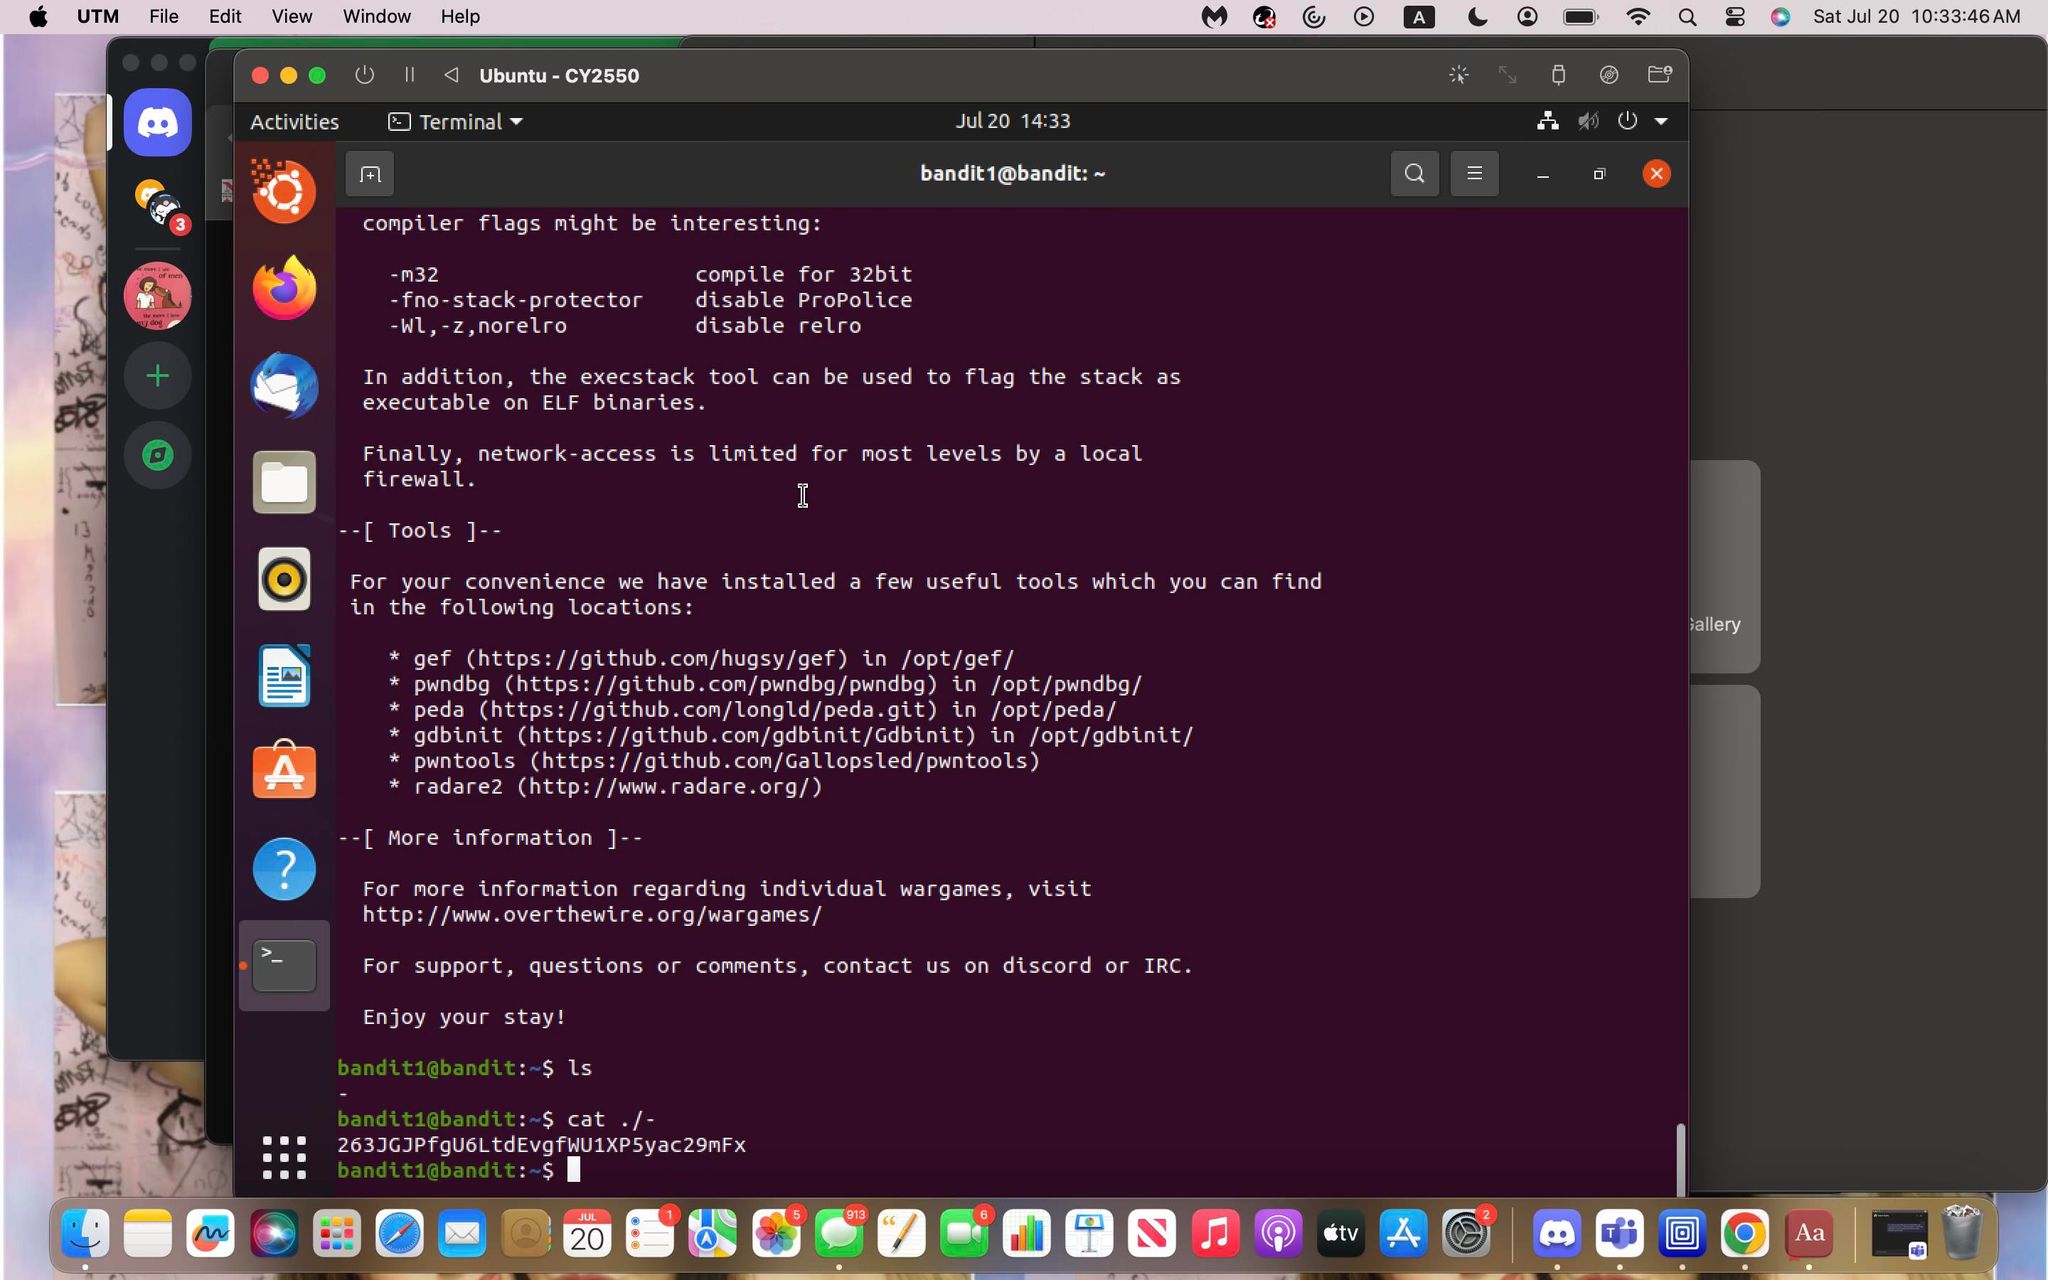 UTM File Edit View Window Help
A
Sat Jul 20 10:33:46 AM
Ubuntu - CY2550
Activities
Terminal
Jul 20 14:33
bandit1@bandit: ~
3
compiler flags might be interesting:
-m32 compile for 32bit
-fno-stack-protector disable ProPolice
-Wl,-z,norelro disable relro
In addition, the execstack tool can be used to flag the stack as
executable on ELF binaries.
Finally, network-access is limited for most levels by a local
firewall.
--[ Tools ]--
For your convenience we have installed a few useful tools which you can find
in the following locations:
* gef (https://github.com/hugsy/gef) in /opt/gef/
* pwndbg (https://github.com/pwndbg/pwndbg) in /opt/pwndbg/
* peda (https://github.com/longld/peda.git) in /opt/peda/
* gdbinit (https://github.com/gdbinit/Gdbinit) in /opt/gdbinit/
* pwntools (https://github.com/Gallopsled/pwntools)
* radare2 (http://www.radare.org/)
--[ More information ]--
For more information regarding individual wargames, visit
http://www.overthewire.org/wargames/
For support, questions or comments, contact us on discord or IRC.
Enjoy your stay!
bandit1@bandit:~$ ls
-
bandit1@bandit:~$ cat ./-
263JGJPfgU6LtdEvgfWU1XP5yac29mFx
bandit1@bandit:~$
JUL
20
1
5
913
6
tv
2
Aa